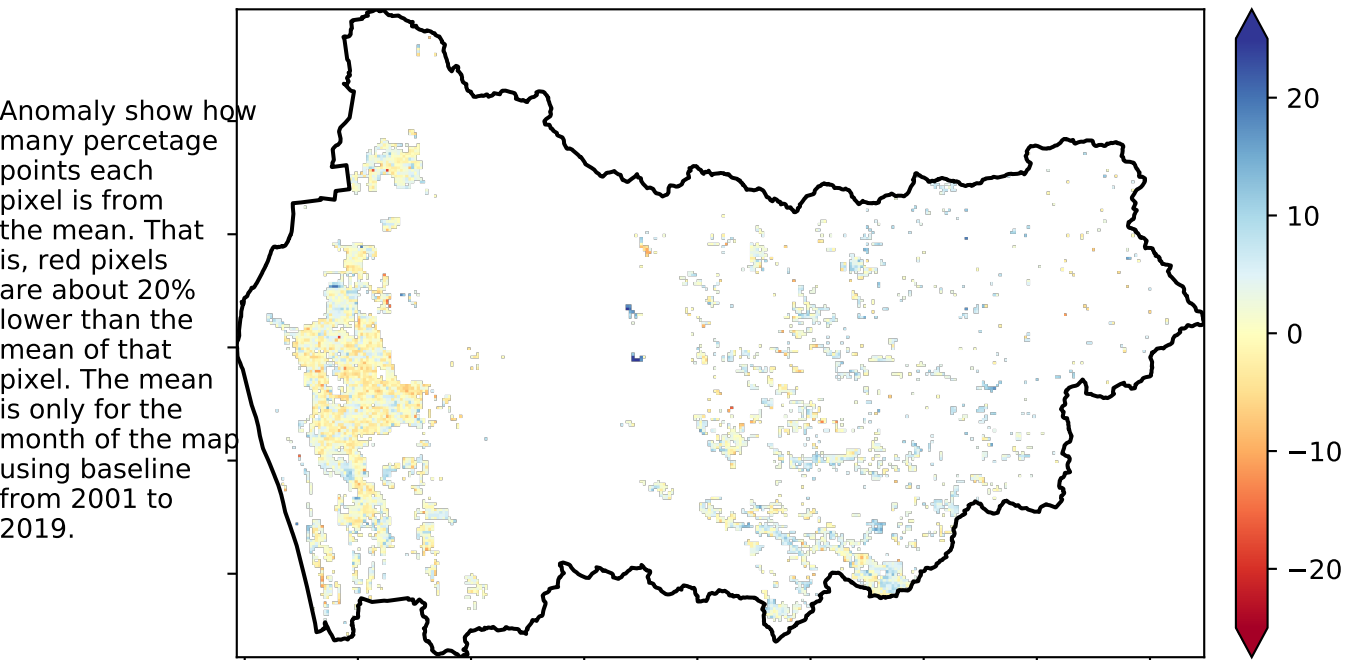 Anomaly show how
many percetage
points each
pixel is from
the mean. That
is, red pixels
are about 20%
lower than the
mean of that
pixel. The mean
is only for the
month of the map
using baseline
from 2001 to
2019.
20
10
0
−10
−20